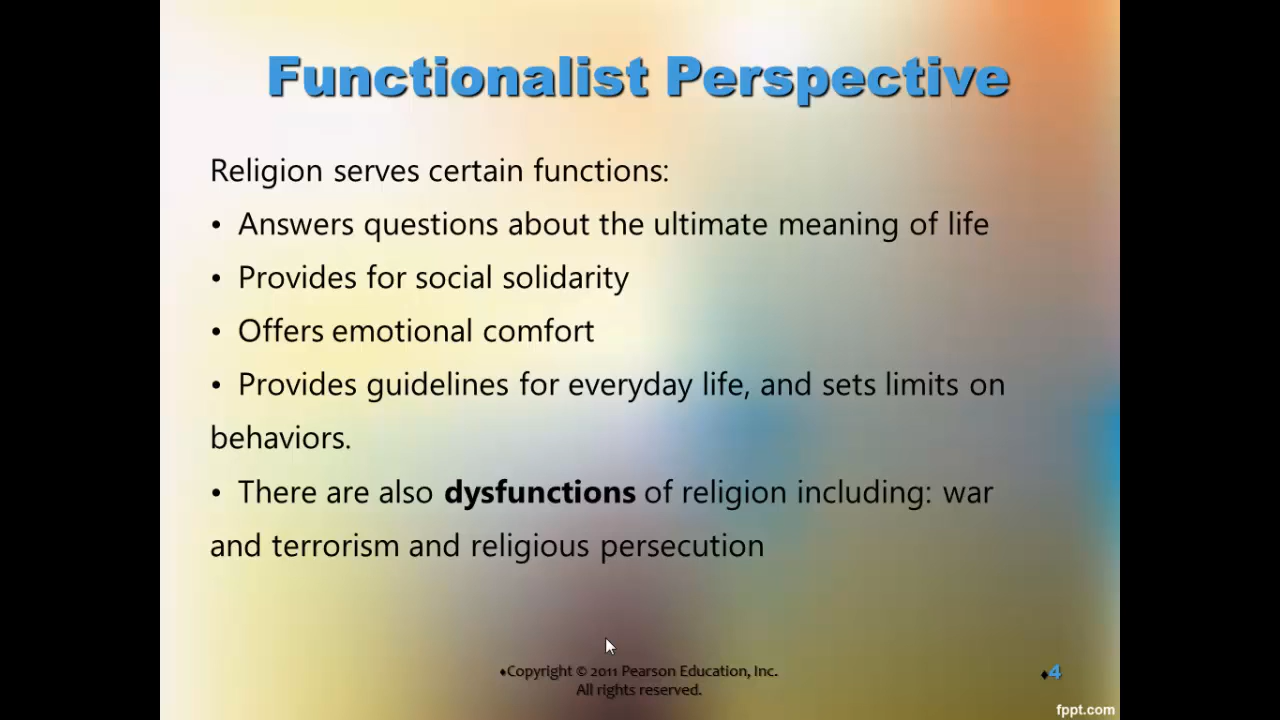 Functionalist Perspective
Religion serves certain functions:
• Answers questions about the ultimate meaning of life
• Provides for social solidarity
• Offers emotional comfort
• Provides guidelines for everyday life, and sets limits on
behaviors.
• There are also dysfunctions of religion including: war
and terrorism and religious persecution
♦Copyright © 2011 Pearson Education, Inc.
All rights reserved.
♦4
fppt.com